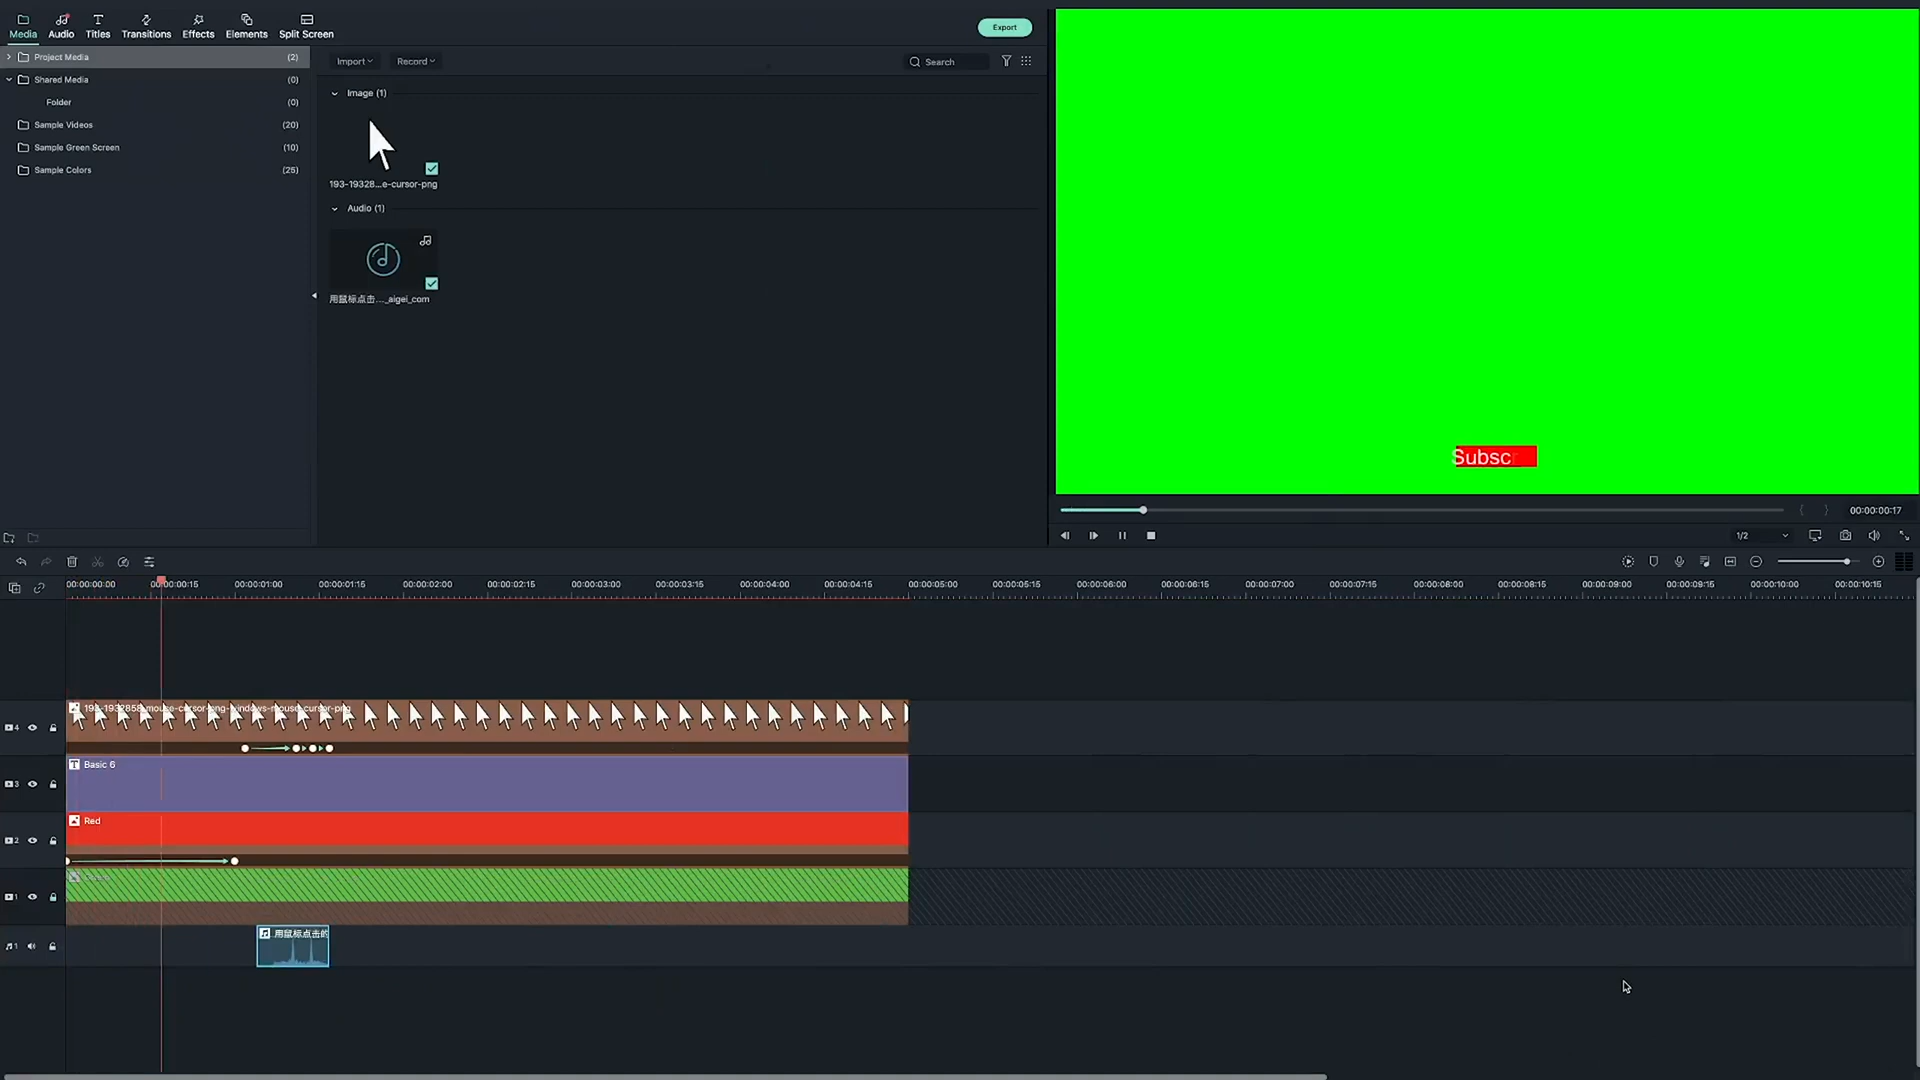 Media
Audio
Titles
Transitions
Effects
Elements
Split Screen
Export
Project Media (2)
Shared Media (0)
Folder (0)
Sample Videos (20)
Sample Green Screen (10)
Sample Colors (25)
Import
Record
Search
Image (1)
193-19328...e-cursor-png
Audio (1)
用鼠标点击..._aigei_com
Subsc
00:00:00:17
1/2
00:00:00:00
00:00:00:15
00:00:01:00
00:00:01:15
00:00:02:00
00:00:02:15
00:00:03:00
00:00:03:15
00:00:04:00
00:00:04:15
00:00:05:00
00:00:05:15
00:00:06:00
00:00:06:15
00:00:07:00
00:00:07:15
00:00:08:00
00:00:08:15
00:00:09:00
00:00:09:15
00:00:10:00
00:00:10:15
4
193-1932858_mouse-cursor-png-windows-mouse-cursor-png
3
Basic 6
2
Red
1
1
用鼠标点击的